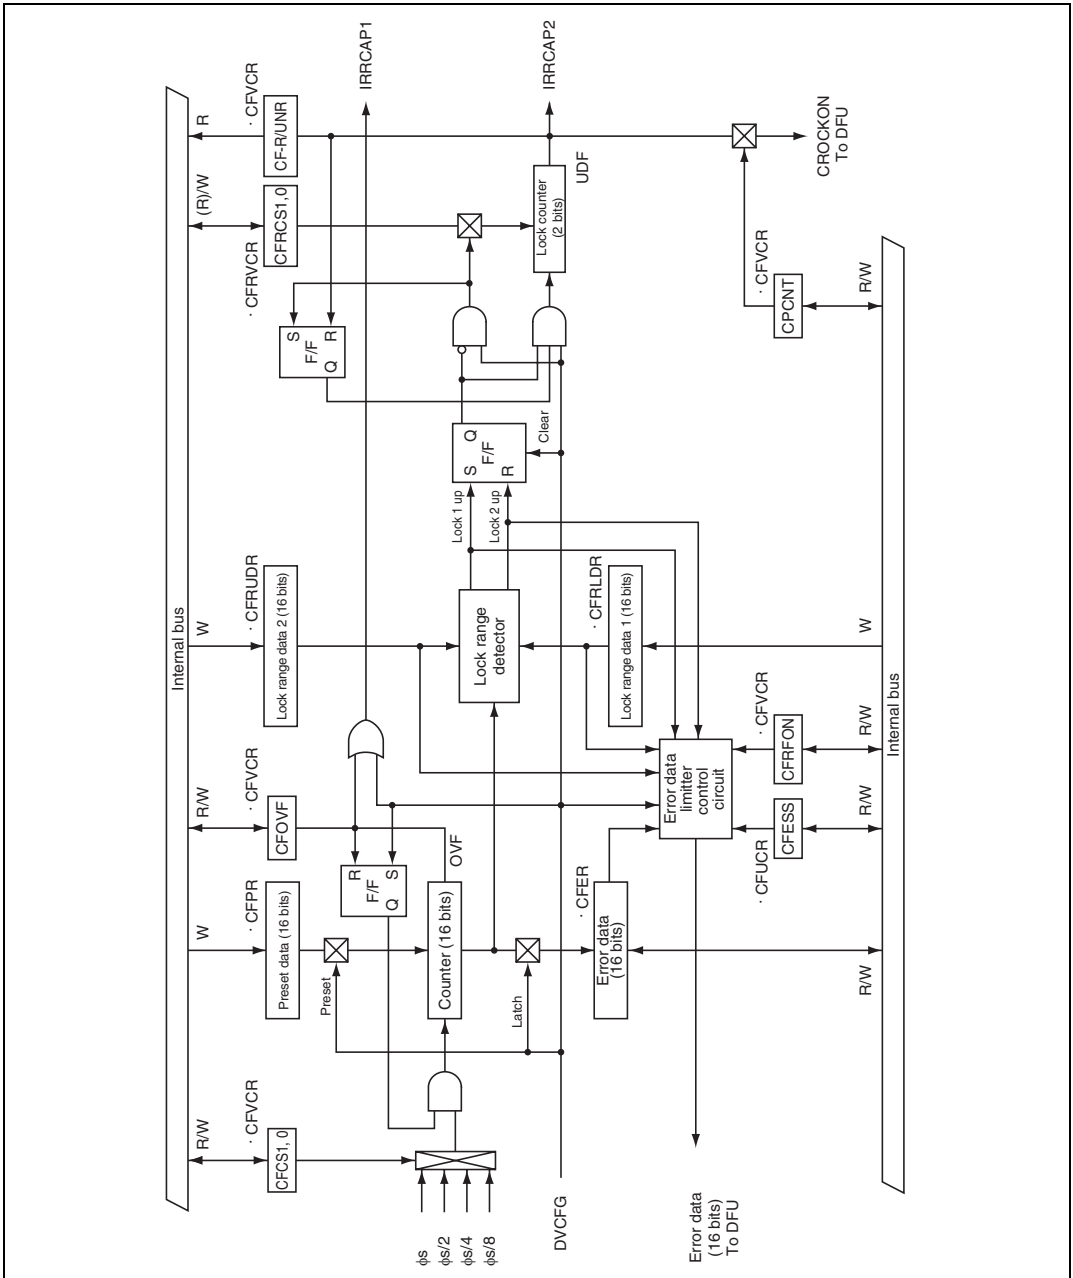 IRRCAP1
IRRCAP2
R
· CFVCR
CF-R/UNR
CROCKON
To DFU
(R)/W
· CFRVCR
CFRCS1,0
Lock counter
(2 bits)
UDF
· CFVCR
CPCNT
R/W
S
F/F
Q
R
S
Q
F/F
R
Clear
Lock 1 up
Lock 2 up
Internal bus
W
· CFRUDR
Lock range data 2 (16 bits)
Lock range
detector
· CFRLDR
Lock range data 1 (16 bits)
W
Internal bus
R/W
· CFVCR
CFOVF
R
F/F
Q
S
OVF
Error data
limitter
control
circuit
· CFVCR
CFRFON
R/W
· CFUCR
CFESS
R/W
W
· CFPR
Preset data (16 bits)
Preset
Counter (16 bits)
Latch
· CFER
Error data
(16 bits)
R/W
R/W
· CFVCR
CFCS1, 0
ϕs
ϕs/2
ϕs/4
ϕs/8
DVCFG
Error data
(16 bits)
To DFU